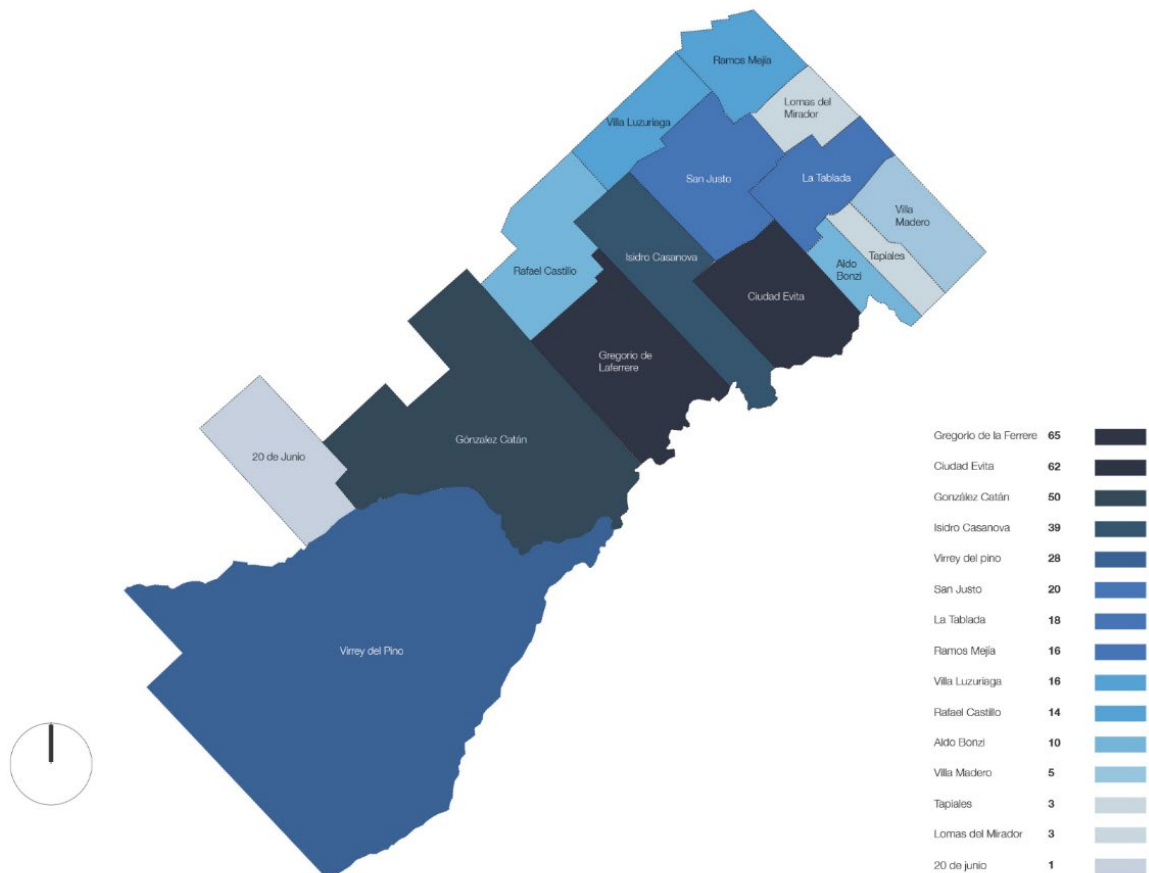 Ramos Mejía
Lomas del
Mirador
Villa Luzuriaga
San Justo
La Tablada
Villa
Madero
Isidro Casanova
Tapiales
Aldo
Bonzi
Rafael Castillo
Ciudad Evita
Gregorio de
Laferrere
Gónzalez Catán
20 de Junio
Virrey del Pino
Gregorio de la Ferrere 65
Ciudad Evita 62
González Catán 50
Isidro Casanova 39
Virrey del pino 28
San Justo 20
La Tablada 18
Ramos Mejía 16
Villa Luzuriaga 16
Rafael Castillo 14
Aldo Bonzi 10
Villa Madero 5
Tapiales 3
Lomas del Mirador 3
20 de junio 1